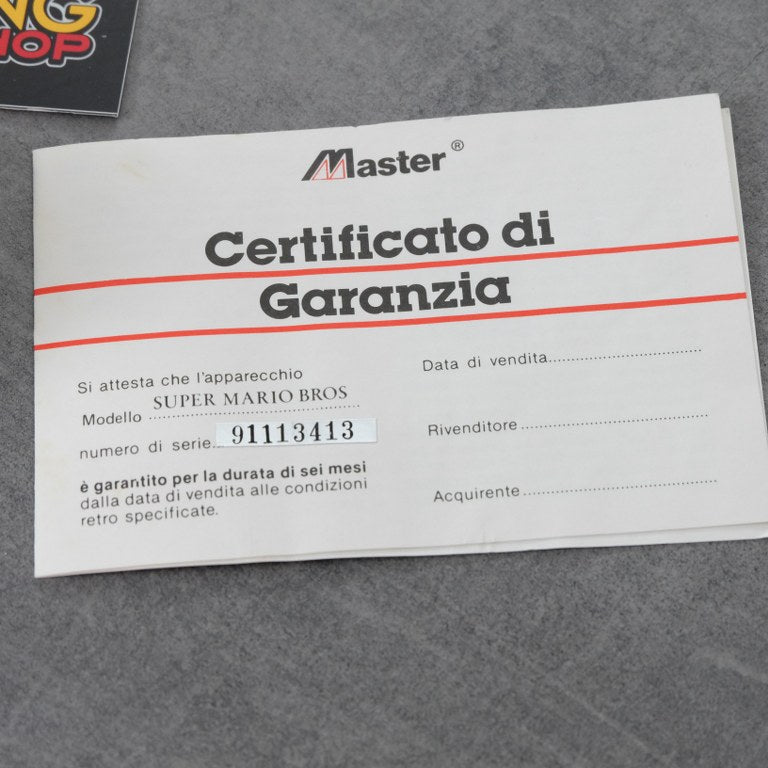 NG
HOP
Master®
Certificato di
Garanzia
Si attesta che l'apparecchio
Modello SUPER MARIO BROS
numero di serie... 91113413
è garantito per la durata di sei mesi
dalla data di vendita alle condizioni
retro specificate.
Data di vendita........................................
Rivenditore........................................
Acquirente........................................